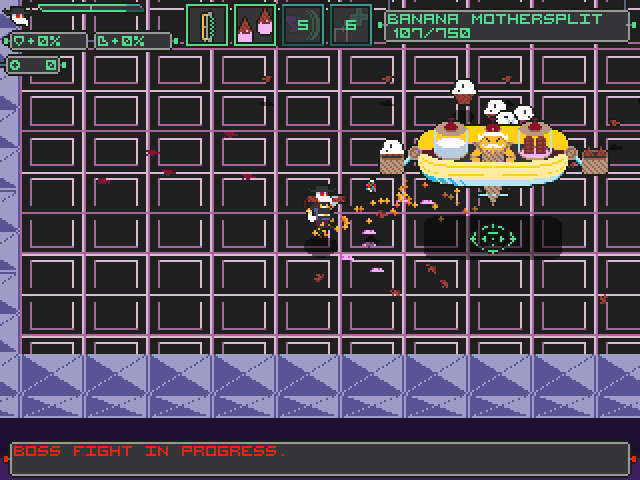 5 6
BANANA MOTHERSPLIT
107/750
+0% +0%
0
BOSS FIGHT IN PROGRESS.